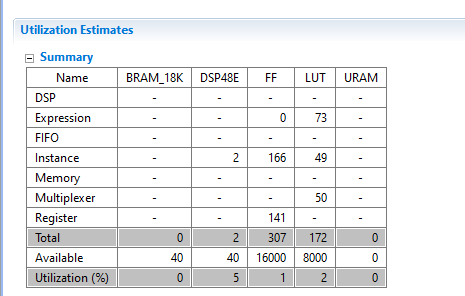 Utilization Estimates
Summary
Name BRAM_18K DSP48E FF LUT URAM
DSP - - - - -
Expression - - 0 73 -
FIFO - - - - -
Instance - 2 166 49 -
Memory - - - - -
Multiplexer - - - 50 -
Register - - 141 - -
Total 0 2 307 172 0
Available 40 40 16000 8000 0
Utilization (%) 0 5 1 2 0